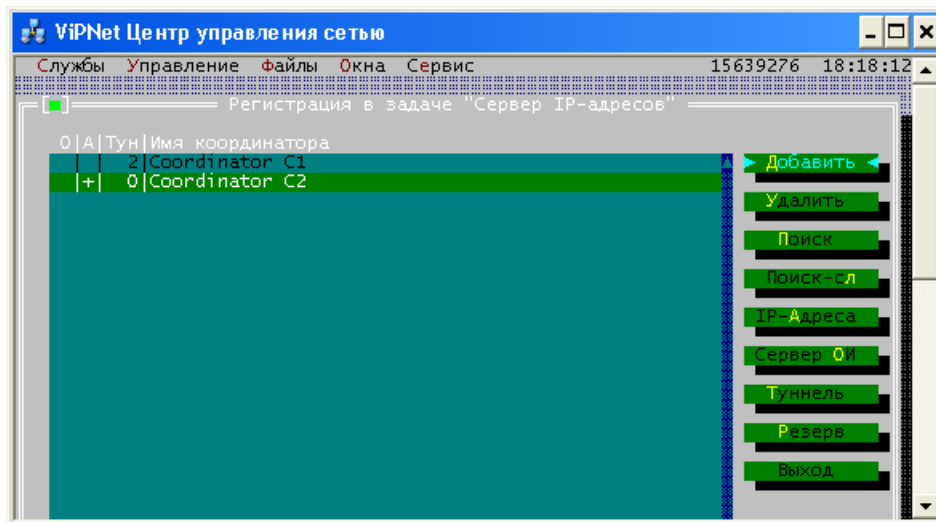 ViPNet Центр управления сетью
Службы Управление Файлы Окна Сервис 15639276 18:18:12
Регистрация в задаче "Сервер IP-адресов"
О|А|Тун|Имя координатора
| | 2|Coordinator C1
|+| 0|Coordinator C2
Добавить
Удалить
Поиск
Поиск-сл
IP-Адреса
Сервер ОИ
Туннель
Резерв
Выход